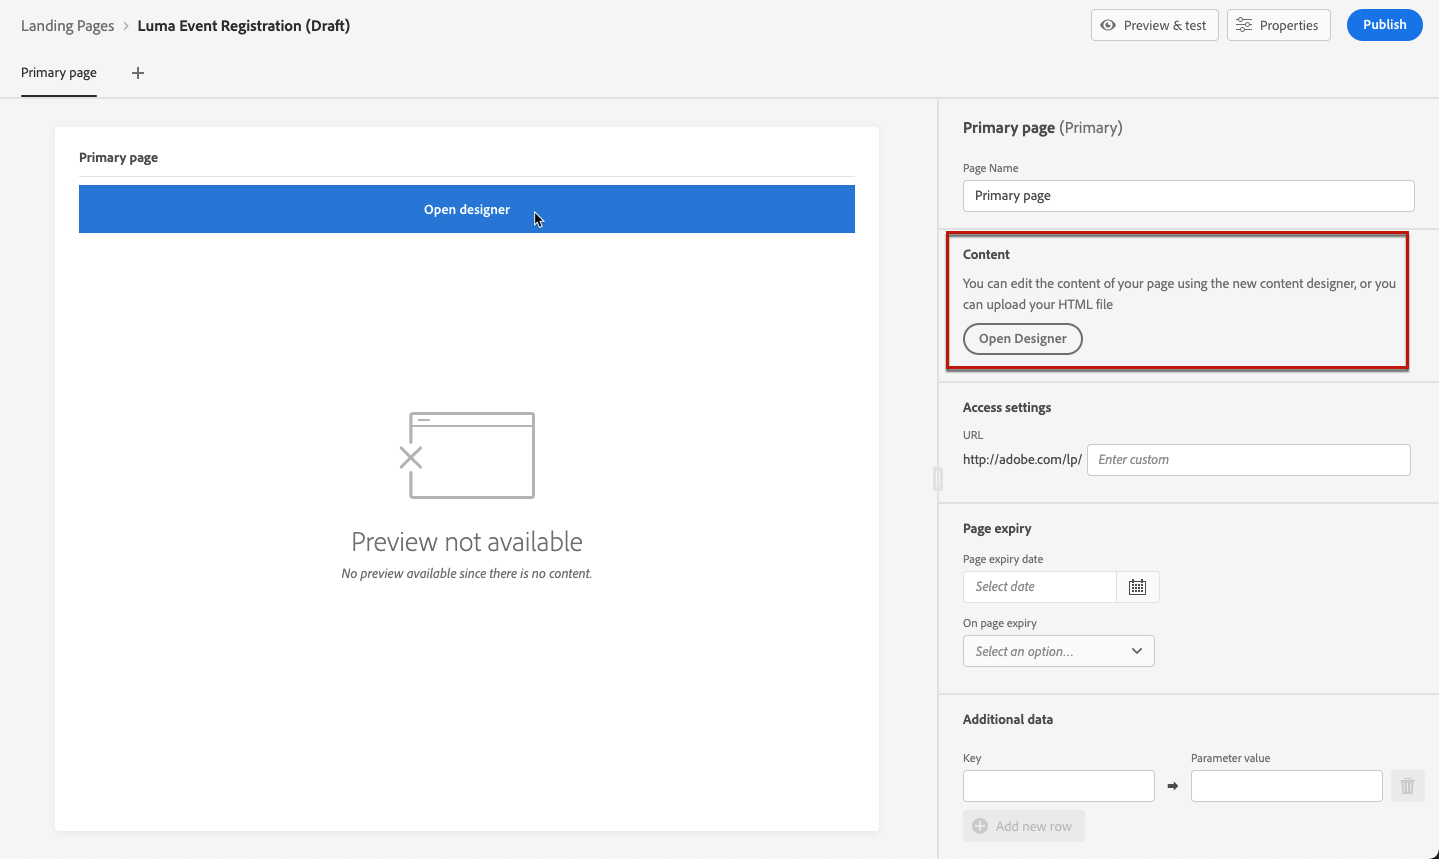 Landing Pages > Luma Event Registration (Draft)
Preview & test
Properties
Publish
Primary page
Primary page
Open designer
Preview not available
No preview available since there is no content.
Primary page (Primary)
Page Name
Primary page
Content
You can edit the content of your page using the new content designer, or you
can upload your HTML file
Open Designer
Access settings
URL
http://adobe.com/lp/ Enter custom
Page expiry
Page expiry date
Select date
On page expiry
Select an option...
Additional data
Key Parameter value
Add new row